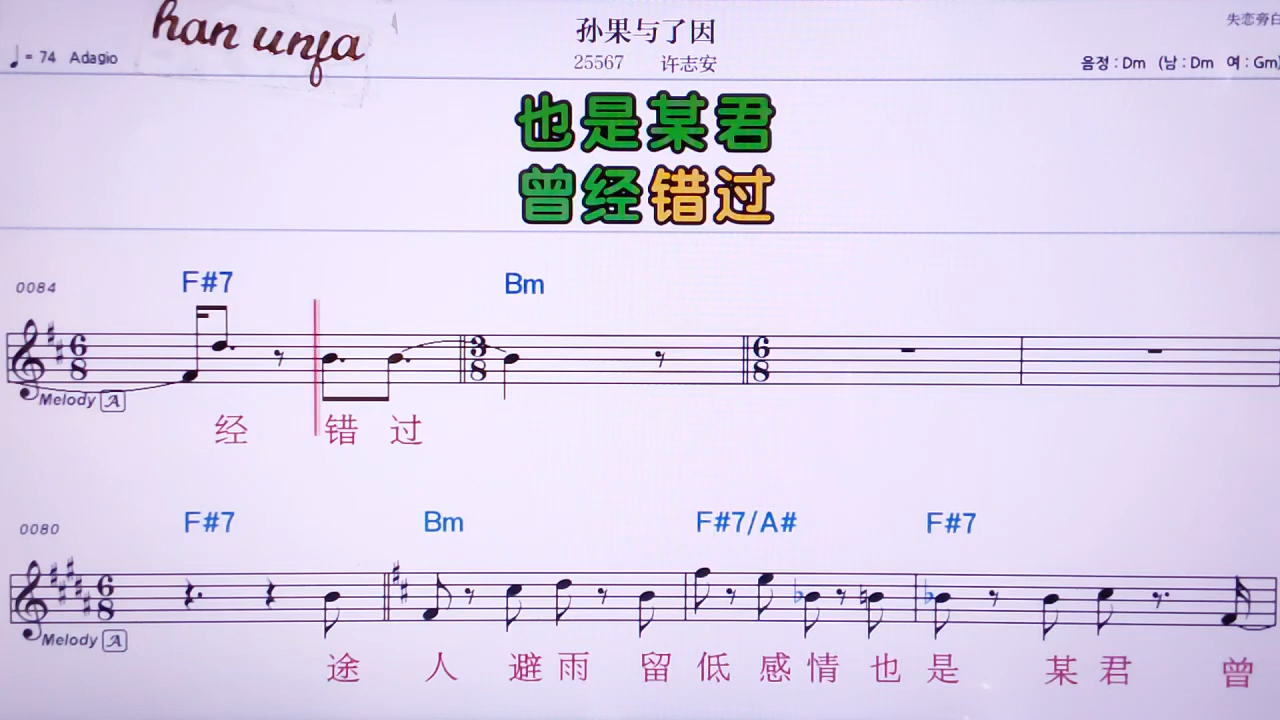 han unja
孙果与了因
失恋旁白
♩= 74 Adagio
25567 许志安
음정 : Dm (남 : Dm 여 : Gm)
也是某君
曾经错过
0084
F#7 Bm
6 8 3 8 6 8
Melody A
经 错 过
0080
F#7 Bm F#7/A# F#7
6 8
Melody A
途 人 避 雨 留 低 感 情 也 是 某 君 曾